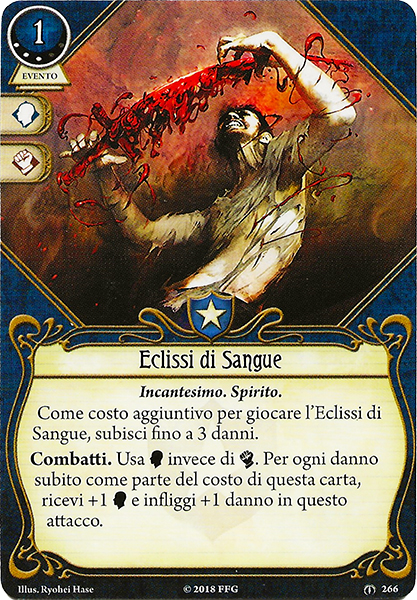 1
EVENTO
Eclissi di Sangue
Incantesimo. Spirito.
Come costo aggiuntivo per giocare l'Eclissi di
Sangue, subisci fino a 3 danni.
Combatti. Usa invece di . Per ogni danno
subito come parte del costo di questa carta,
ricevi +1 e infliggi +1 danno in questo
attacco.
Illus. Ryohei Hase © 2018 FFG 266